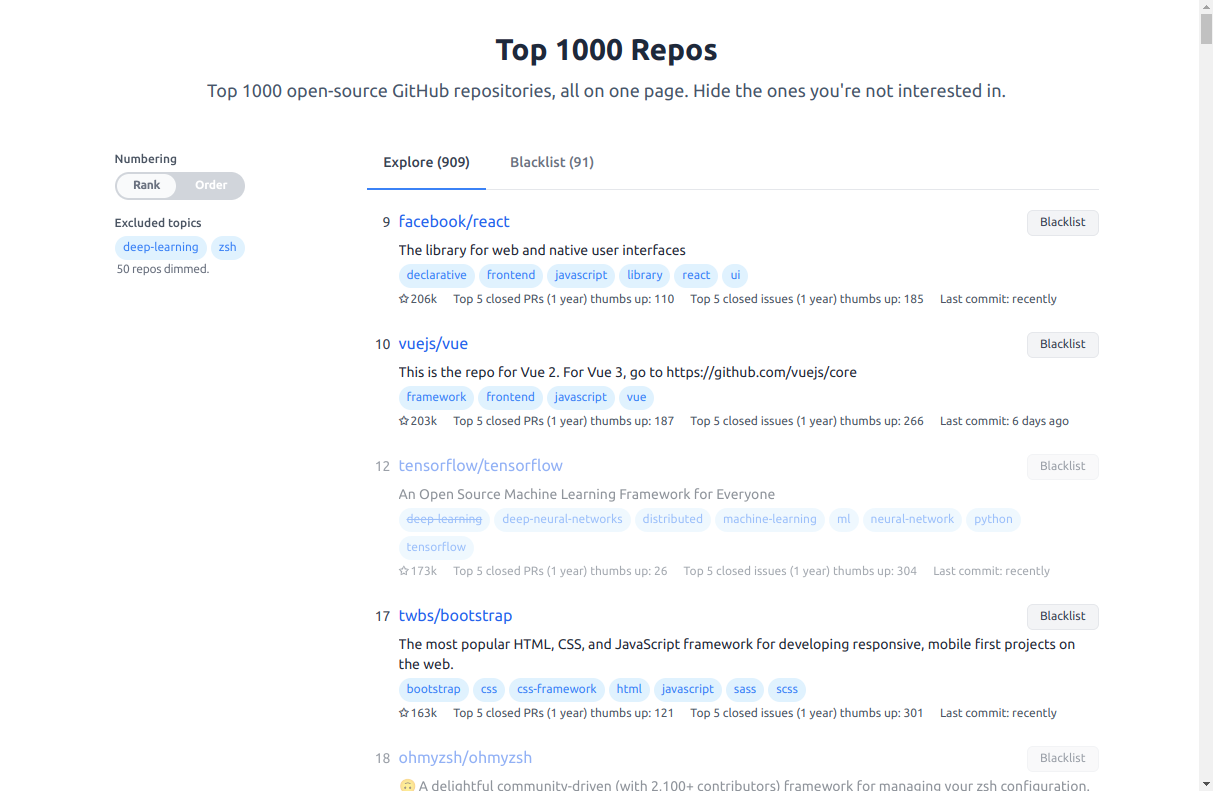 Top 1000 Repos
Top 1000 open-source GitHub repositories, all on one page. Hide the ones you're not interested in.
Numbering
Rank Order
Excluded topics
deep-learning zsh
50 repos dimmed.
Explore (909) Blacklist (91)
9 facebook/react Blacklist
The library for web and native user interfaces
declarative frontend javascript library react ui
206k Top 5 closed PRs (1 year) thumbs up: 110 Top 5 closed issues (1 year) thumbs up: 185 Last commit: recently
10 vuejs/vue Blacklist
This is the repo for Vue 2. For Vue 3, go to https://github.com/vuejs/core
framework frontend javascript vue
203k Top 5 closed PRs (1 year) thumbs up: 187 Top 5 closed issues (1 year) thumbs up: 266 Last commit: 6 days ago
12 tensorflow/tensorflow Blacklist
An Open Source Machine Learning Framework for Everyone
deep-learning deep-neural-networks distributed machine-learning ml neural-network python
tensorflow
173k Top 5 closed PRs (1 year) thumbs up: 26 Top 5 closed issues (1 year) thumbs up: 304 Last commit: recently
17 twbs/bootstrap Blacklist
The most popular HTML, CSS, and JavaScript framework for developing responsive, mobile first projects on
the web.
bootstrap css css-framework html javascript sass scss
163k Top 5 closed PRs (1 year) thumbs up: 121 Top 5 closed issues (1 year) thumbs up: 301 Last commit: recently
18 ohmyzsh/ohmyzsh Blacklist
🙃 A delightful community-driven (with 2,100+ contributors) framework for managing your zsh configuration.